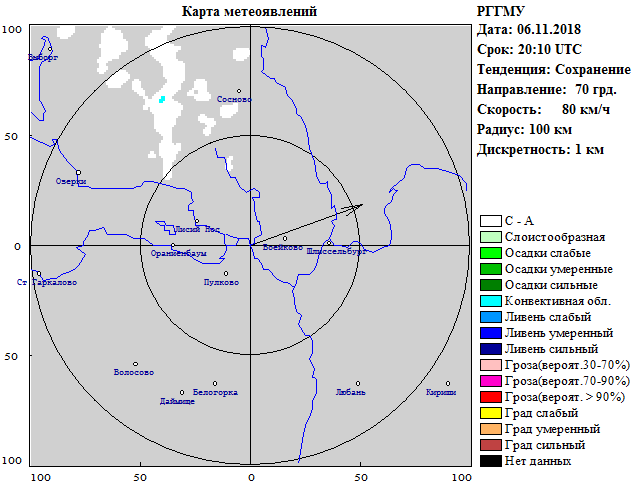 Карта метеоявлений
РГГМУ
Дата: 06.11.2018
Срок: 20:10 UTC
Тенденция: Сохранение
Направление: 70 грд.
Скорость: 80 км/ч
Радиус: 100 км
Дискретность: 1 км
100
50
0
50
100
100
50
0
50
100
Выборг
Сосново
Озерки
Лисий Нос
Ораниенбаум
Воейково
Шлиссельбург
Ст Гаркалово
Пулково
Волосово
Белогорка
Даймище
Любань
Кириши
С - А
Слоистообразная
Осадки слабые
Осадки умеренные
Осадки сильные
Конвективная обл.
Ливень слабый
Ливень умеренный
Ливень сильный
Гроза(вероят.30-70%)
Гроза(вероят.70-90%)
Гроза(вероят. > 90%)
Град слабый
Град умеренный
Град сильный
Нет данных